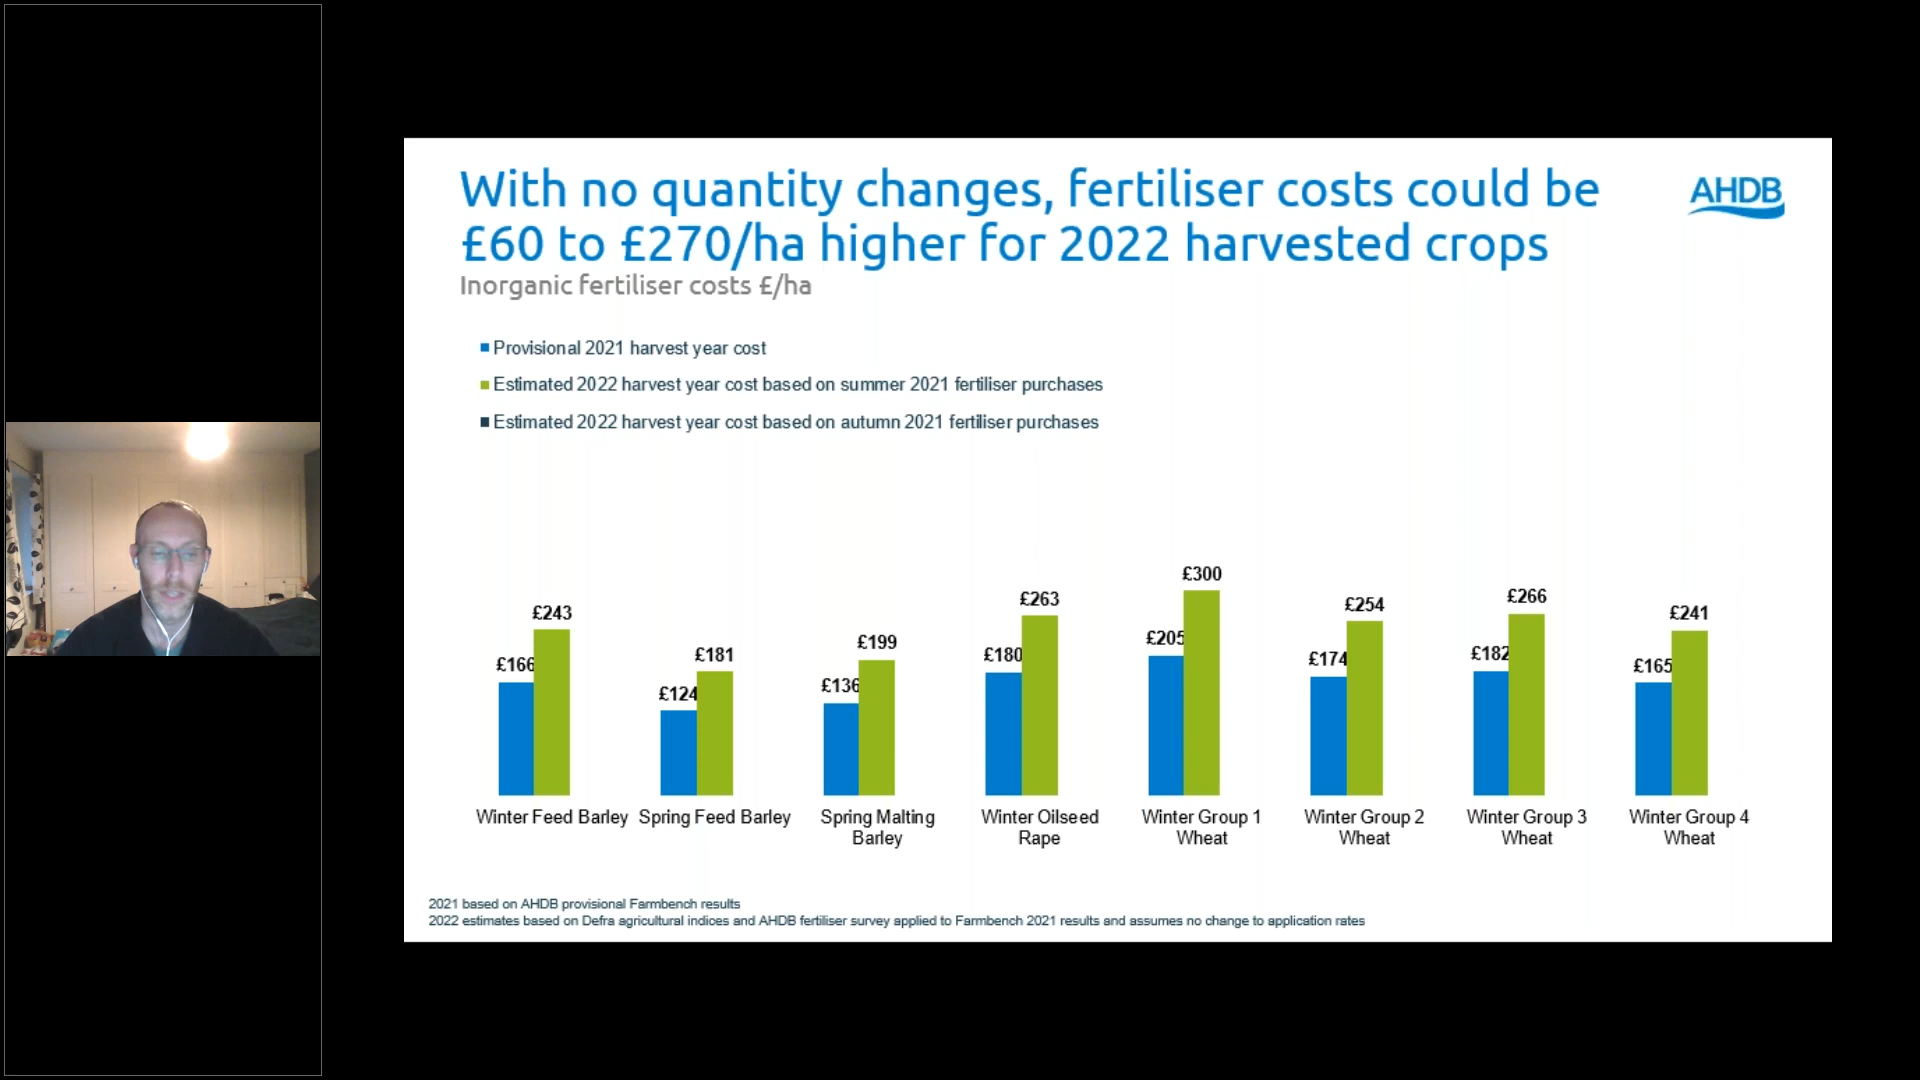 With no quantity changes, fertiliser costs could be
£60 to £270/ha higher for 2022 harvested crops
AHDB
Inorganic fertiliser costs £/ha
Provisional 2021 harvest year cost
Estimated 2022 harvest year cost based on summer 2021 fertiliser purchases
Estimated 2022 harvest year cost based on autumn 2021 fertiliser purchases
£166
£243
£124
£181
£136
£199
£180
£263
£205
£300
£174
£254
£182
£266
£165
£241
Winter Feed Barley
Spring Feed Barley
Spring Malting
Barley
Winter Oilseed
Rape
Winter Group 1
Wheat
Winter Group 2
Wheat
Winter Group 3
Wheat
Winter Group 4
Wheat
2021 based on AHDB provisional Farmbench results
2022 estimates based on Defra agricultural indices and AHDB fertiliser survey applied to Farmbench 2021 results and assumes no change to application rates